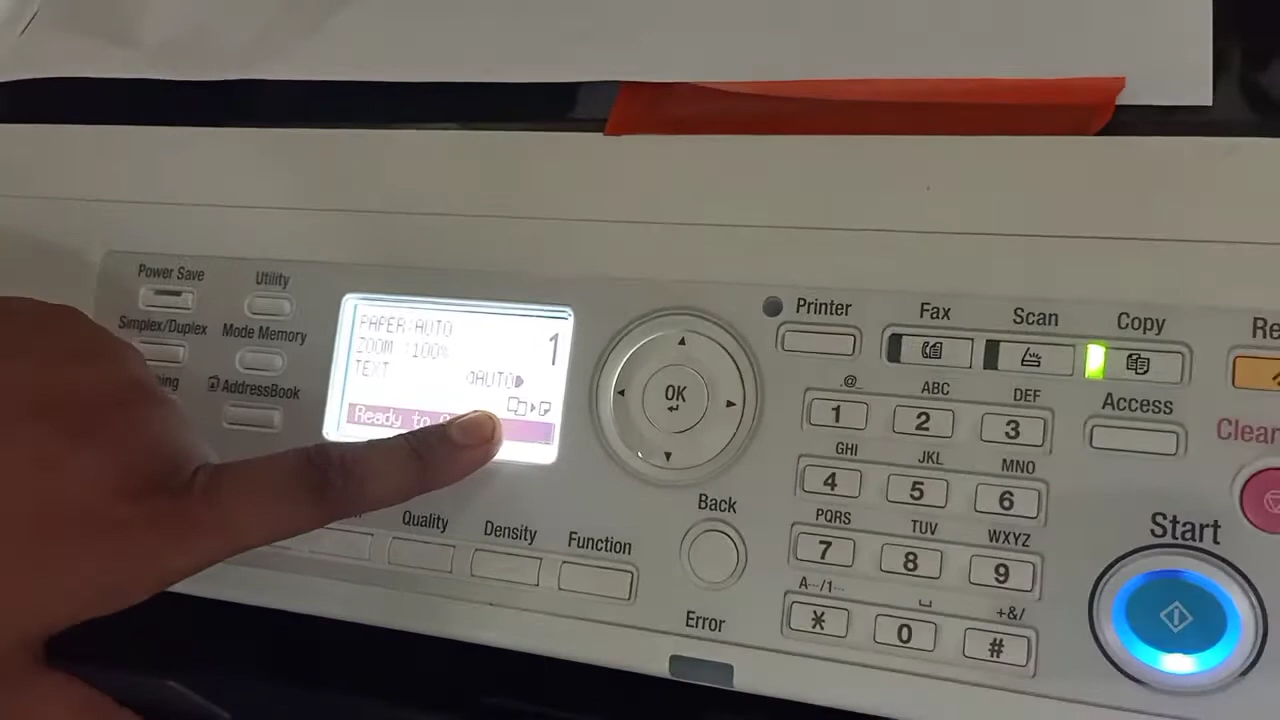 Power Save
Utility
Simplex/Duplex
Mode Memory
AddressBook
PAPER:AUTO
ZOOM :100%
1
TEXT
AUTO
Ready to
Quality
Density
Function
OK
Back
Error
Printer
Fax
Scan
Copy
.@_
ABC
DEF
1
2
3
Access
GHI
JKL
MNO
4
5
6
PQRS
TUV
WXYZ
7
8
9
Start
A···/1···
+&/
*
0
#